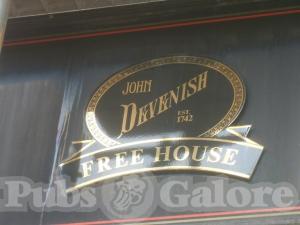 JOHN
DEVENISH
EST.
1742
FREE HOUSE
Pubs Galore